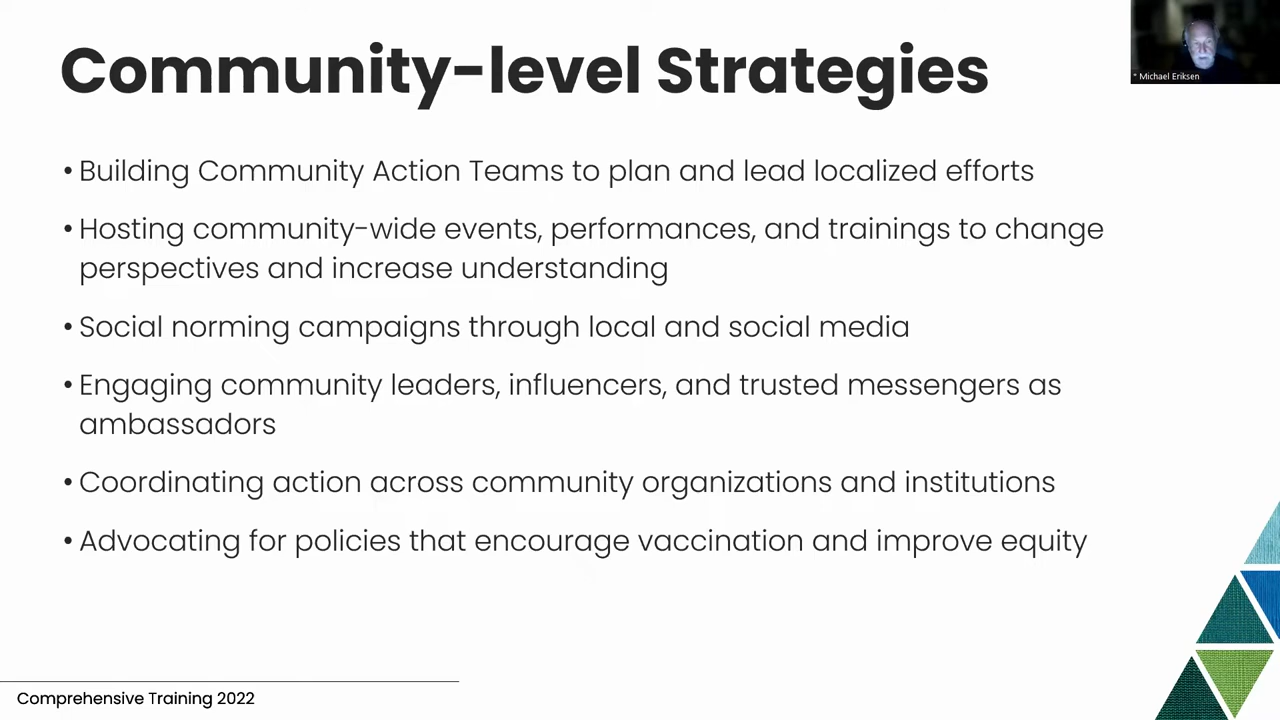 Community-level Strategies
* Michael Eriksen
• Building Community Action Teams to plan and lead localized efforts
• Hosting community-wide events, performances, and trainings to change
perspectives and increase understanding
• Social norming campaigns through local and social media
• Engaging community leaders, influencers, and trusted messengers as
ambassadors
• Coordinating action across community organizations and institutions
• Advocating for policies that encourage vaccination and improve equity
Comprehensive Training 2022